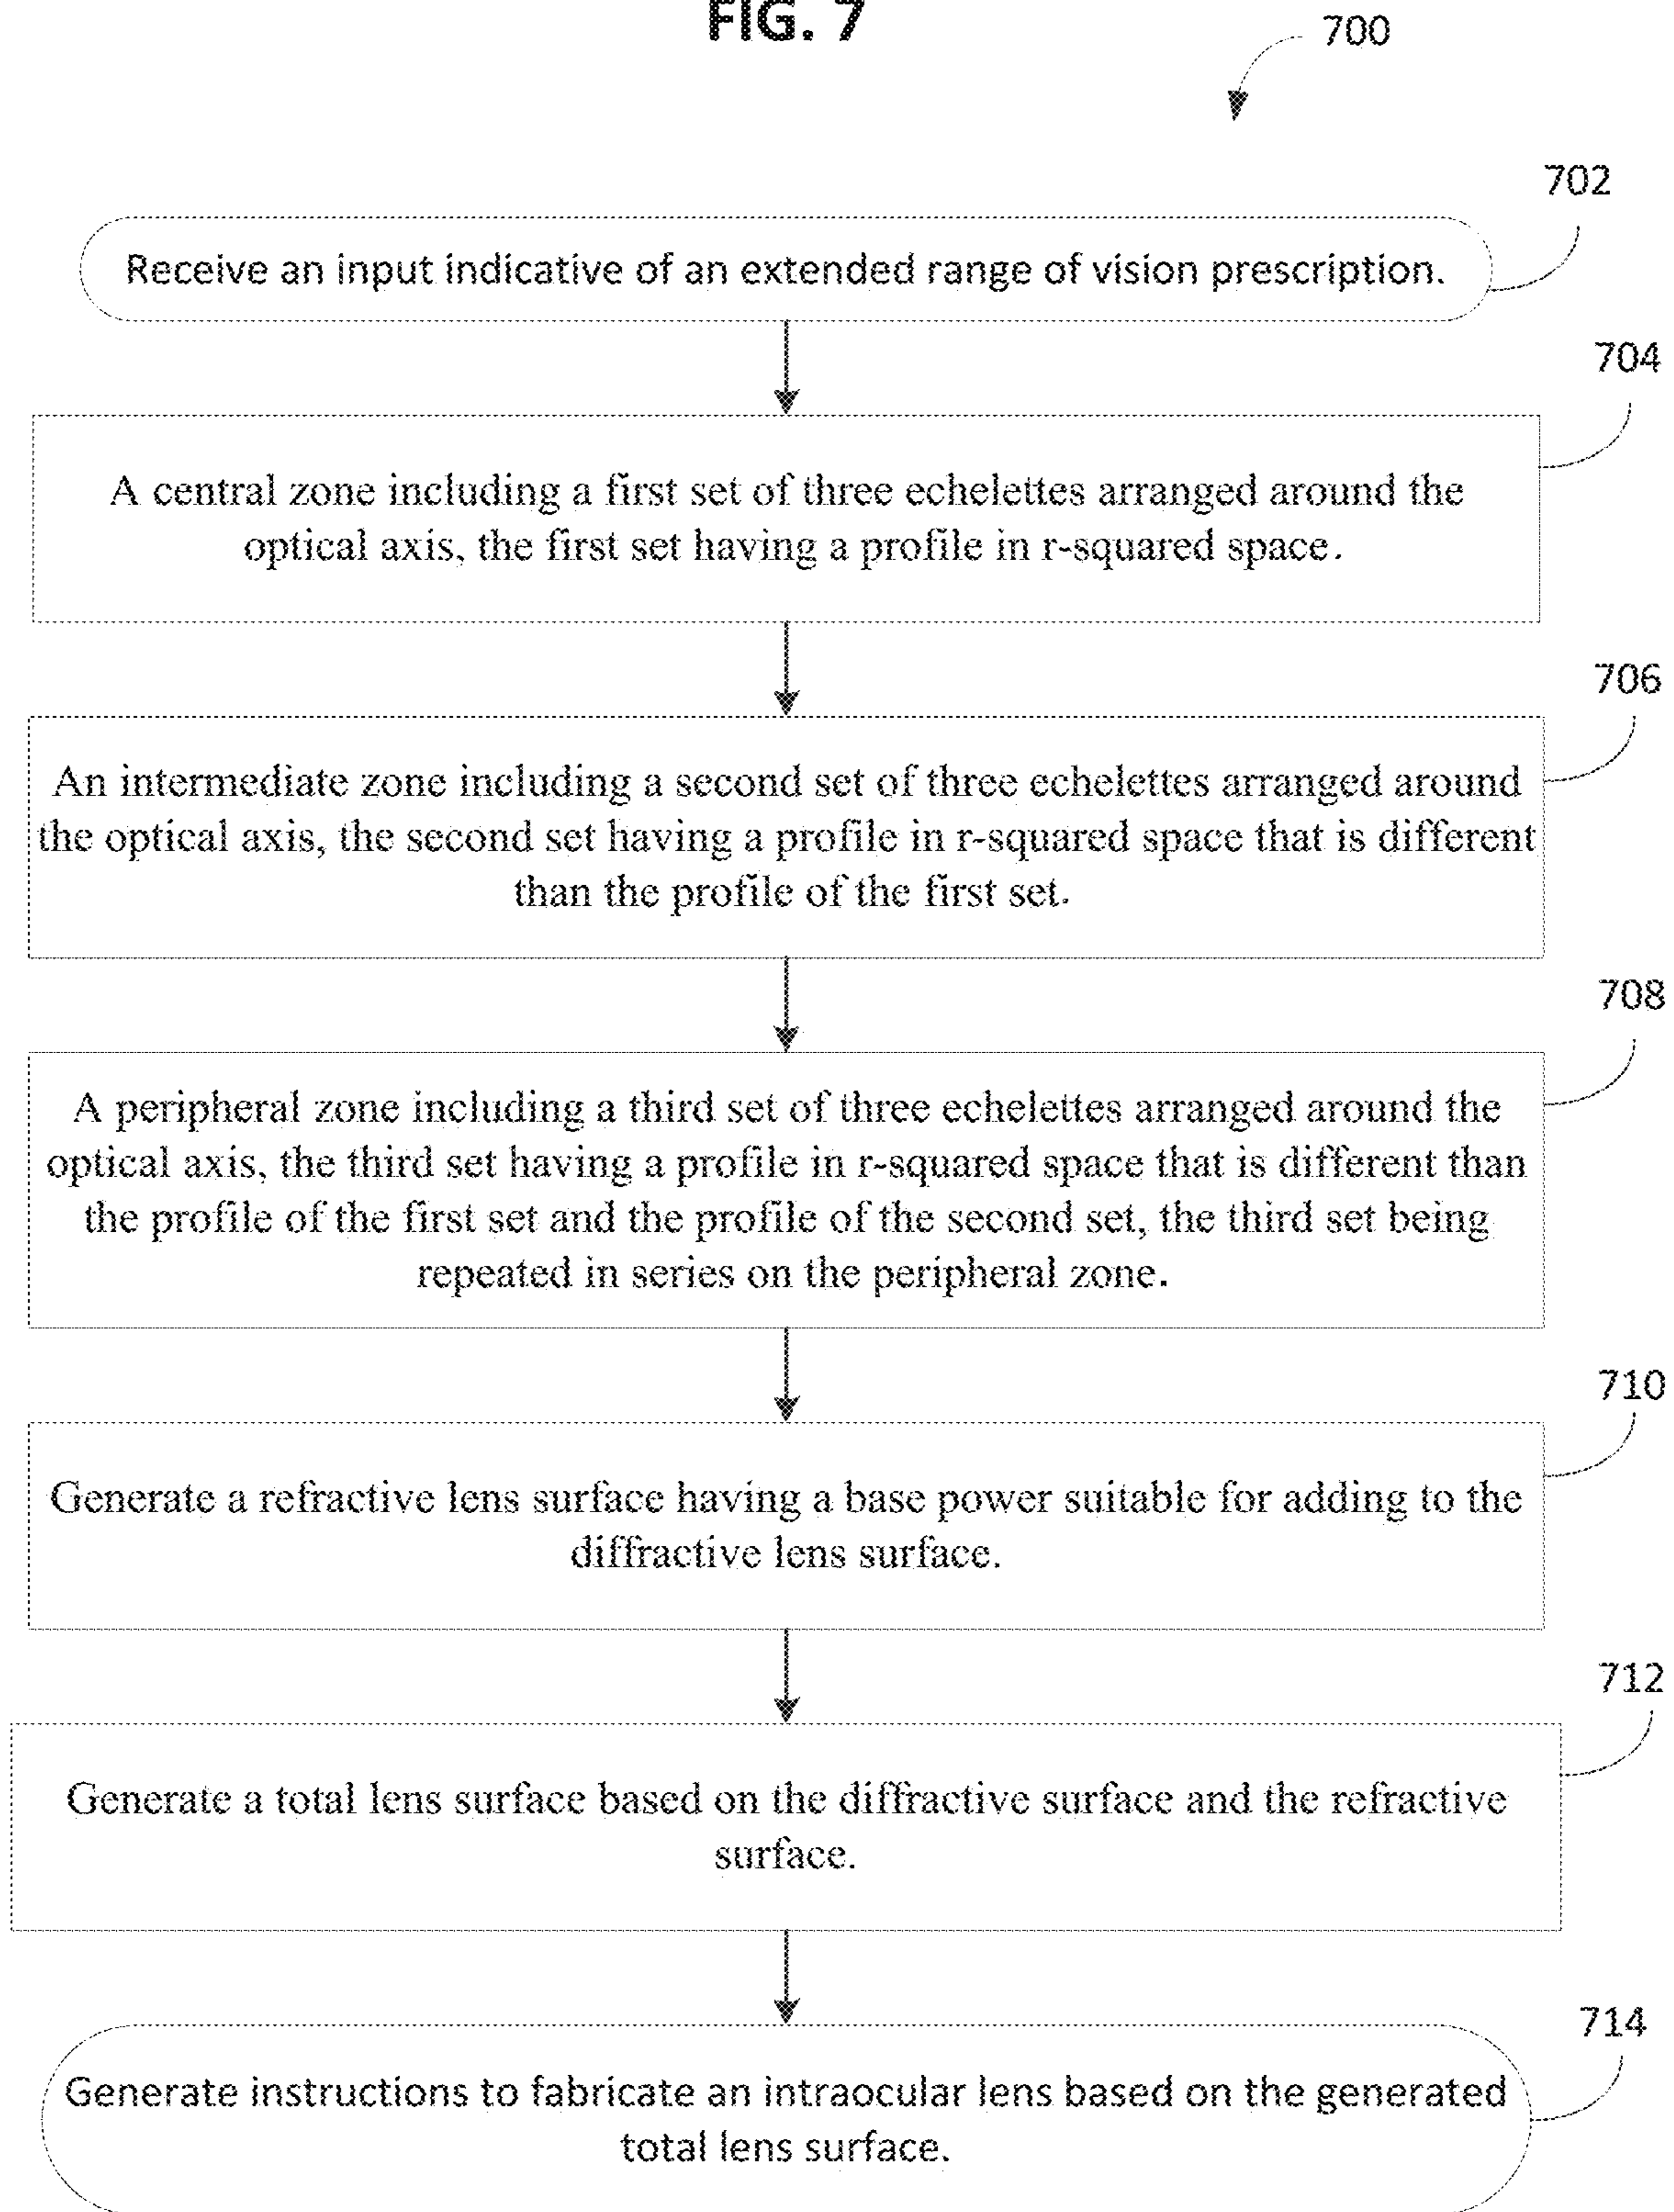 FIG. 7
700
702
Receive an input indicative of an extended range of vision prescription.
704
A central zone including a first set of three echelettes arranged around the
optical axis, the first set having a profile in r-squared space.
706
An intermediate zone including a second set of three echelettes arranged around
the optical axis, the second set having a profile in r-squared space that is different
than the profile of the first set.
708
A peripheral zone including a third set of three echelettes arranged around the
optical axis, the third set having a profile in r-squared space that is different than
the profile of the first set and the profile of the second set, the third set being
repeated in series on the peripheral zone.
710
Generate a refractive lens surface having a base power suitable for adding to the
diffractive lens surface.
712
Generate a total lens surface based on the diffractive surface and the refractive
surface.
714
Generate instructions to fabricate an intraocular lens based on the generated
total lens surface.